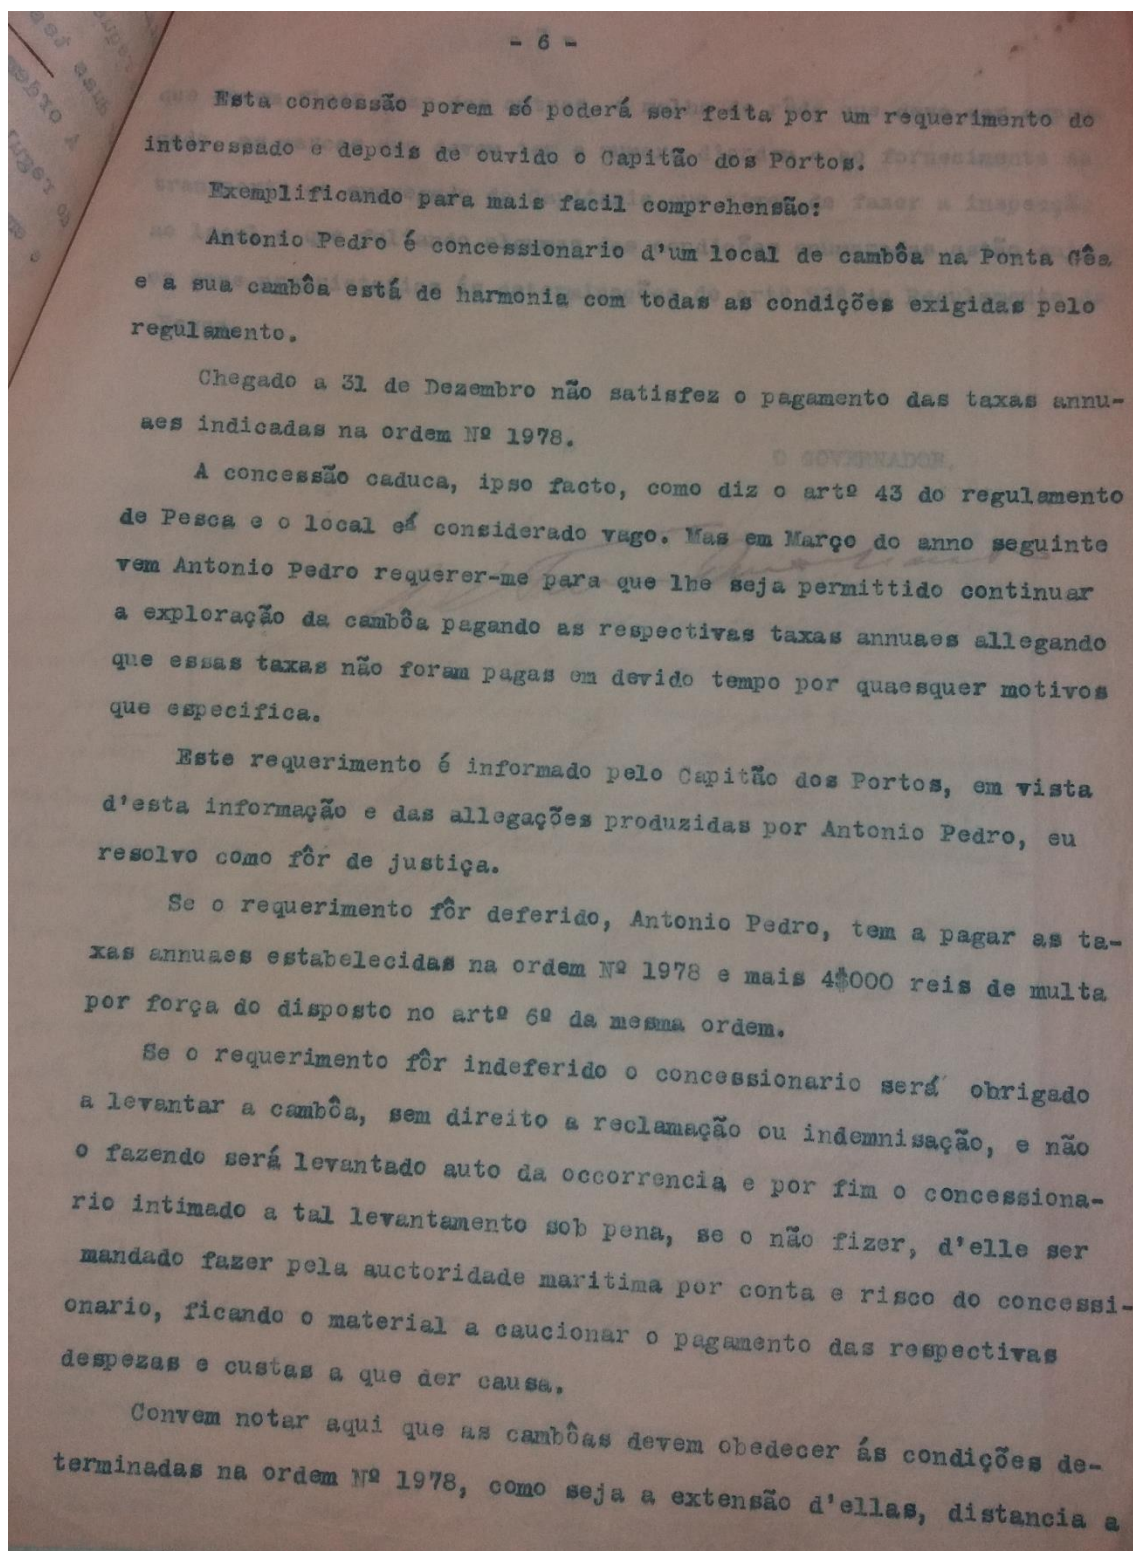 - 6 -
Esta concessão porem só poderá ser feita por um requerimento do
interessado e depois de ouvido o Capitão dos Portos.
Exemplificando para mais facil comprehensão:
Antonio Pedro é concessionario d'um local de cambôa na Ponta Gêa
e a sua cambôa está de harmonia com todas as condições exigidas pelo
regulamento.
Chegado a 31 de Dezembro não satisfez o pagamento das taxas annu-
aes indicadas na ordem Nº 1978.
O GOVERNADOR,
A concessão caduca, ipso facto, como diz o artº 43 do regulamento
de Pesca e o local eá considerado vago. Mas em Março do anno seguinte
vem Antonio Pedro requerer-me para que lhe seja permittido continuar
a exploração da cambôa pagando as respectivas taxas annuaes allegando
que essas taxas não foram pagas em devido tempo por quaesquer motivos
que especifica.
Este requerimento é informado pelo Capitão dos Portos, em vista
d'esta informação e das allegações produzidas por Antonio Pedro, eu
resolvo como fôr de justiça.
Se o requerimento fôr deferido, Antonio Pedro, tem a pagar as ta-
xas annuaes estabelecidas na ordem Nº 1978 e mais 4$000 reis de multa
por força do disposto no artº 6º da mesma ordem.
Se o requerimento fôr indeferido o concessionario será obrigado
a levantar a cambôa, sem direito a reclamação ou indemnisação, e não
o fazendo será levantado auto da occorrencia e por fim o concessiona-
rio intimado a tal levantamento sob pena, se o não fizer, d'elle ser
mandado fazer pela auctoridade maritima por conta e risco do concessi-
onario, ficando o material a caucionar o pagamento das respectivas
despezas e custas a que der causa.
Convem notar aqui que as cambôas devem obedecer ás condições de-
terminadas na ordem Nº 1978, como seja a extensão d'ellas, distancia a